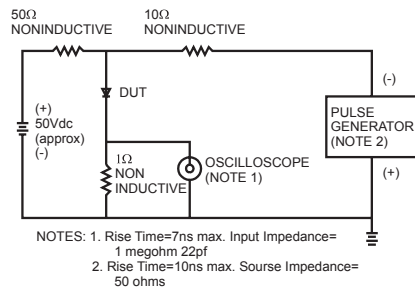 50Ω
NONINDUCTIVE
10Ω
NONINDUCTIVE
DUT
(+)
50Vdc
(approx)
(-)
1Ω
NON
INDUCTIVE
OSCILLOSCOPE
(NOTE 1)
(-)
PULSE
GENERATOR
(NOTE 2)
(+)
NOTES: 1. Rise Time=7ns max. Input Impedance=
1 megohm 22pf
2. Rise Time=10ns max. Sourse Impedance=
50 ohms